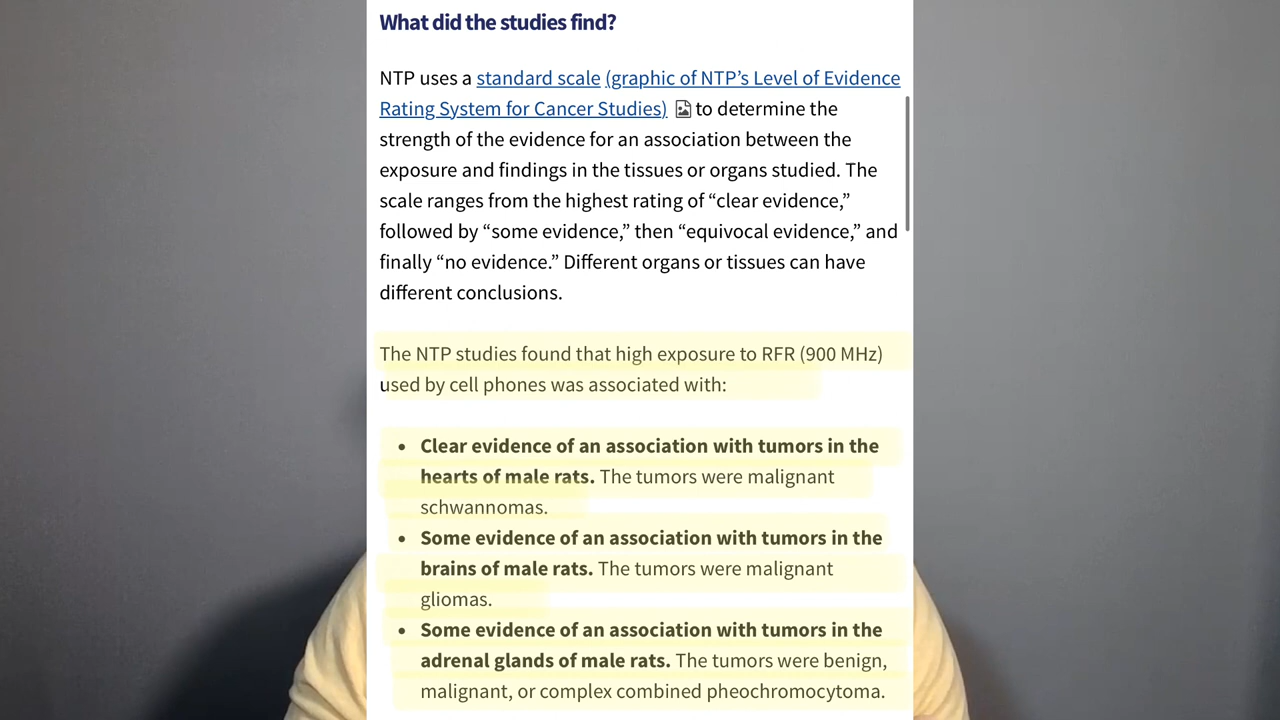 What did the studies find?
NTP uses a standard scale (graphic of NTP’s Level of Evidence
Rating System for Cancer Studies) to determine the
strength of the evidence for an association between the
exposure and findings in the tissues or organs studied. The
scale ranges from the highest rating of “clear evidence,”
followed by “some evidence,” then “equivocal evidence,” and
finally “no evidence.” Different organs or tissues can have
different conclusions.
The NTP studies found that high exposure to RFR (900 MHz)
used by cell phones was associated with:
• Clear evidence of an association with tumors in the
hearts of male rats. The tumors were malignant
schwannomas.
• Some evidence of an association with tumors in the
brains of male rats. The tumors were malignant
gliomas.
• Some evidence of an association with tumors in the
adrenal glands of male rats. The tumors were benign,
malignant, or complex combined pheochromocytoma.